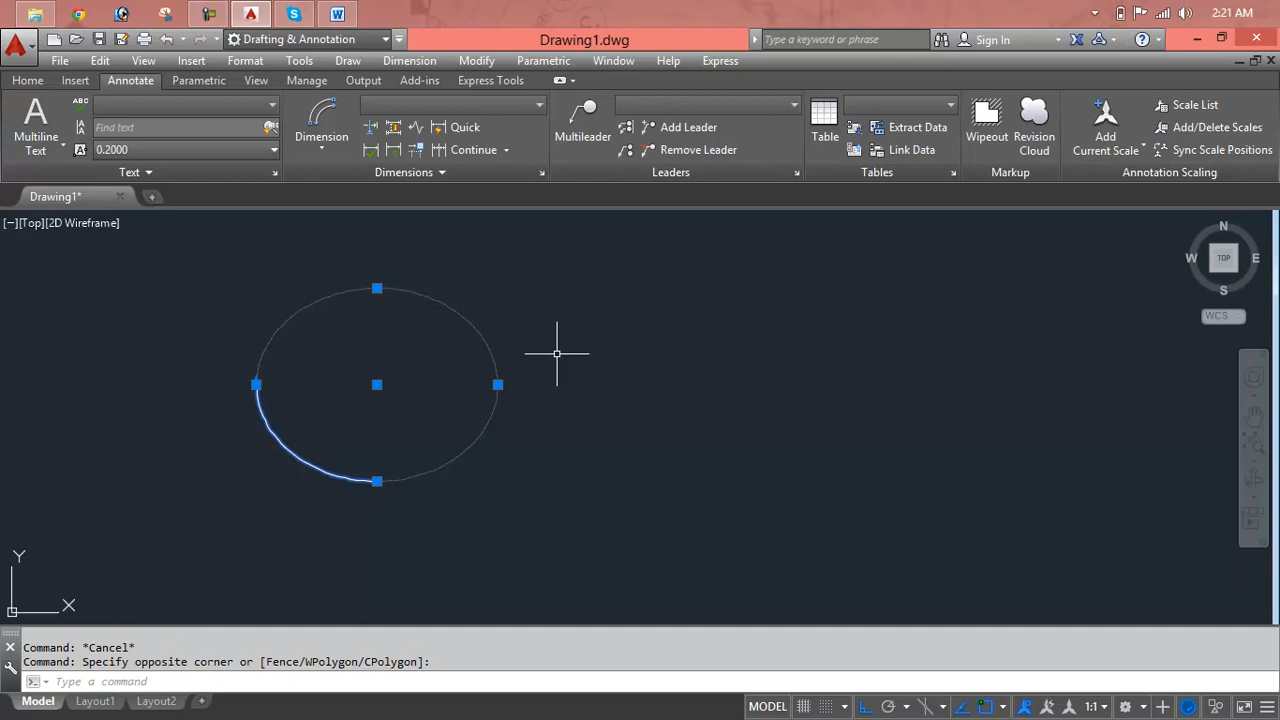 2:21 AM
Drafting & Annotation
Drawing1.dwg
Type a keyword or phrase
Sign In
File Edit View Insert Format Tools Draw Dimension Modify Parametric Window Help Express
Home Insert Annotate Parametric View Manage Output Add-ins Express Tools
A
Multiline
Text
ABC
Find text
0.2000
Text
Dimension
Quick
Continue
Dimensions
Multileader
Add Leader
Remove Leader
Leaders
Table
Extract Data
Link Data
Tables
Wipeout
Revision
Cloud
Markup
Add
Current Scale
Scale List
Add/Delete Scales
Sync Scale Positions
Annotation Scaling
Drawing1*
[−][Top][2D Wireframe]
N
W TOP E
S
WCS
Y
X
Command: *Cancel*
Command: Specify opposite corner or [Fence/WPolygon/CPolygon]:
Type a command
Model Layout1 Layout2 +
MODEL
1:1